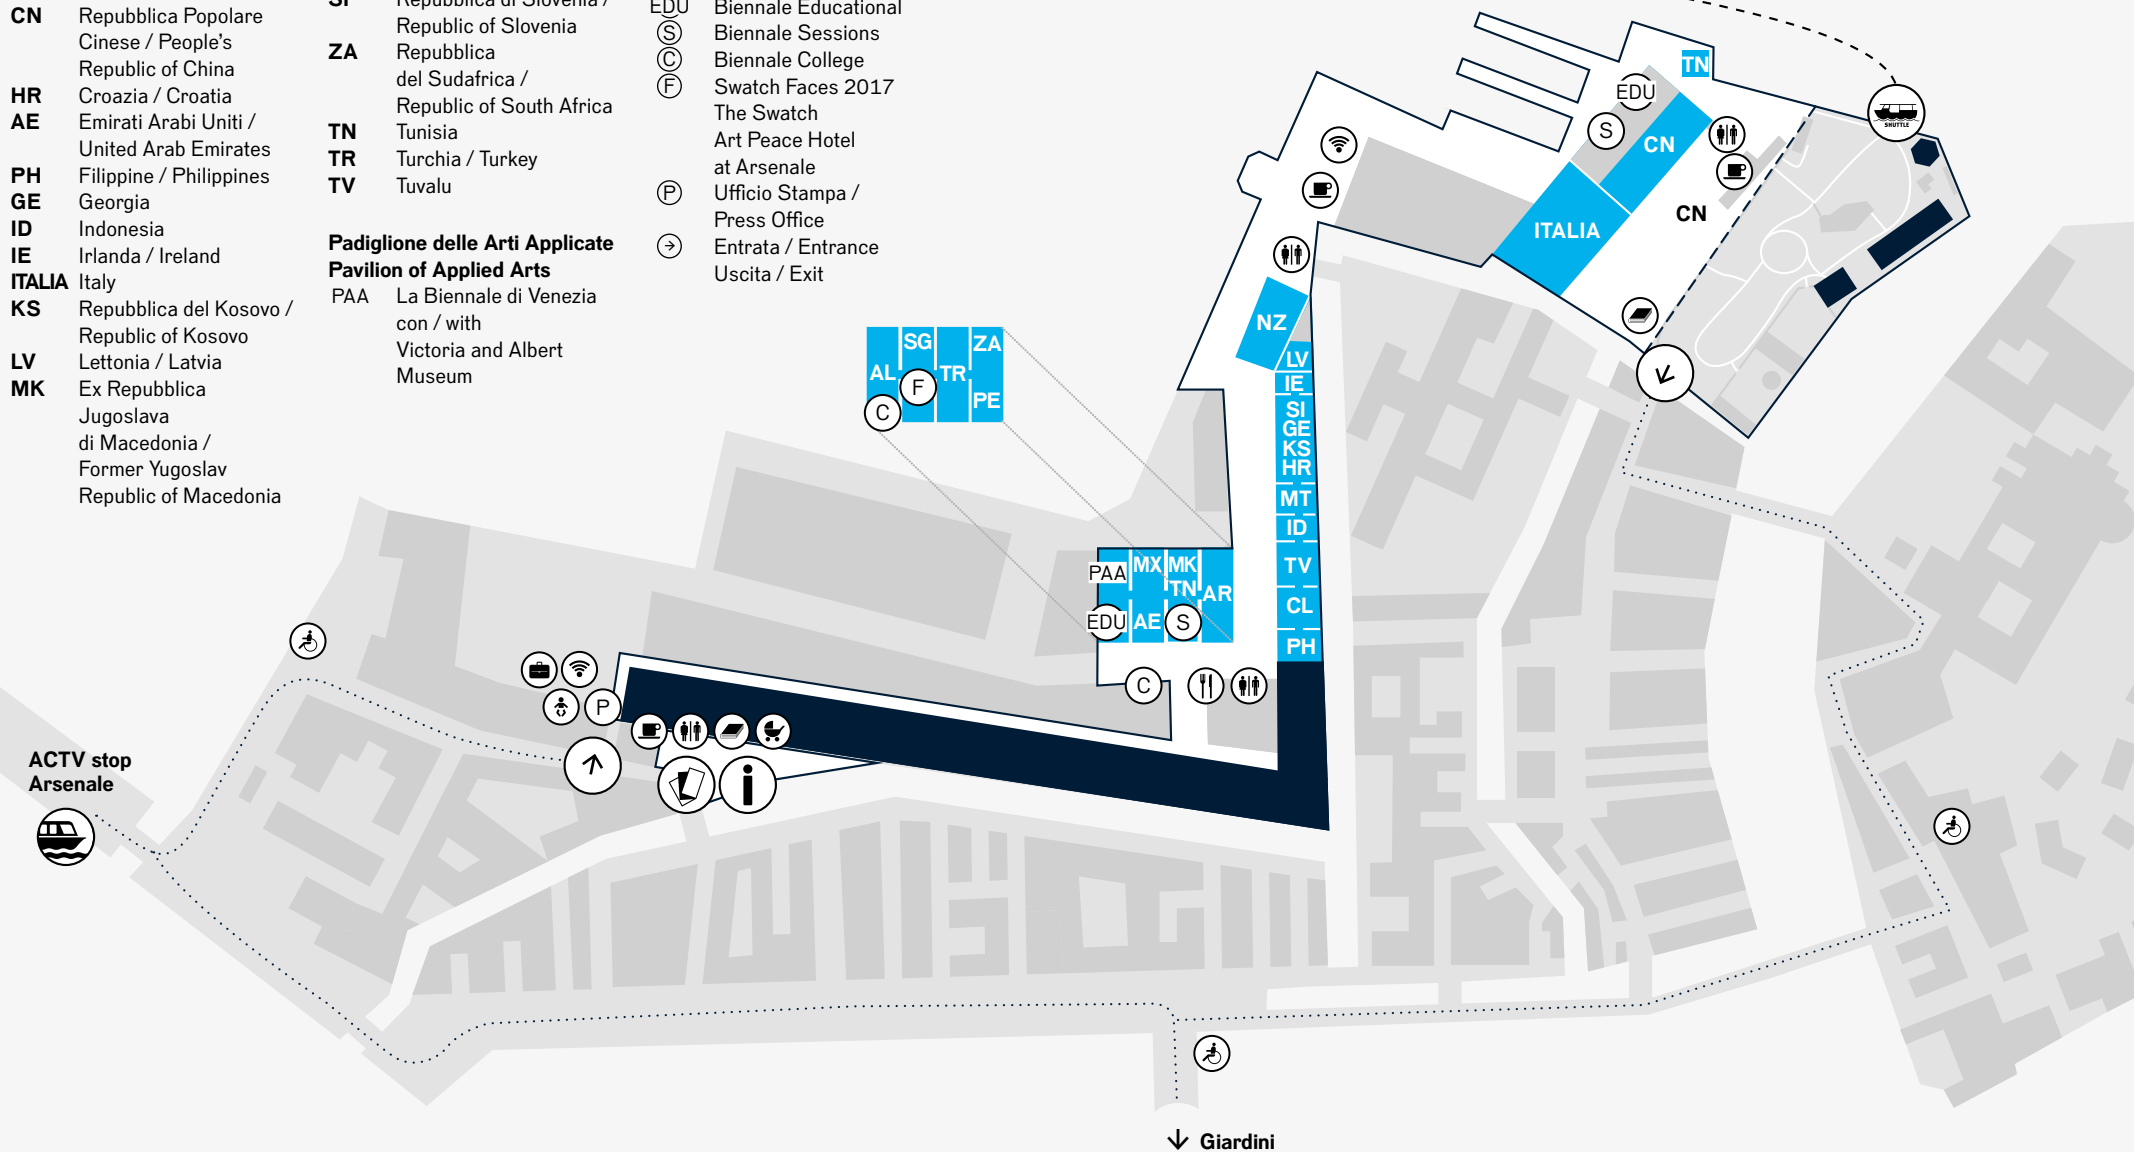 CN Repubblica Popolare
Cinese / People's
Republic of China
HR Croazia / Croatia
AE Emirati Arabi Uniti /
United Arab Emirates
PH Filippine / Philippines
GE Georgia
ID Indonesia
IE Irlanda / Ireland
ITALIA Italy
KS Repubblica del Kosovo /
Republic of Kosovo
LV Lettonia / Latvia
MK Ex Repubblica
Jugoslava
di Macedonia /
Former Yugoslav
Republic of Macedonia
SI Repubblica di Slovenia /
Republic of Slovenia
ZA Repubblica
del Sudafrica /
Republic of South Africa
TN Tunisia
TR Turchia / Turkey
TV Tuvalu
Padiglione delle Arti Applicate
Pavilion of Applied Arts
PAA La Biennale di Venezia
con / with
Victoria and Albert
Museum
EDU Biennale Educational
S Biennale Sessions
C Biennale College
F Swatch Faces 2017
The Swatch
Art Peace Hotel
at Arsenale
P Ufficio Stampa /
Press Office
Entrata / Entrance
Uscita / Exit
TN
EDU
S
CN
SHUTTLE
ITALIA
CN
NZ
LV
IE
SI
GE
KS
HR
MT
ID
TV
CL
PH
AL
SG
TR
ZA
F
PE
C
PAA
MX
MK
TN
AR
EDU
AE
S
C
P
ACTV stop
Arsenale
Giardini